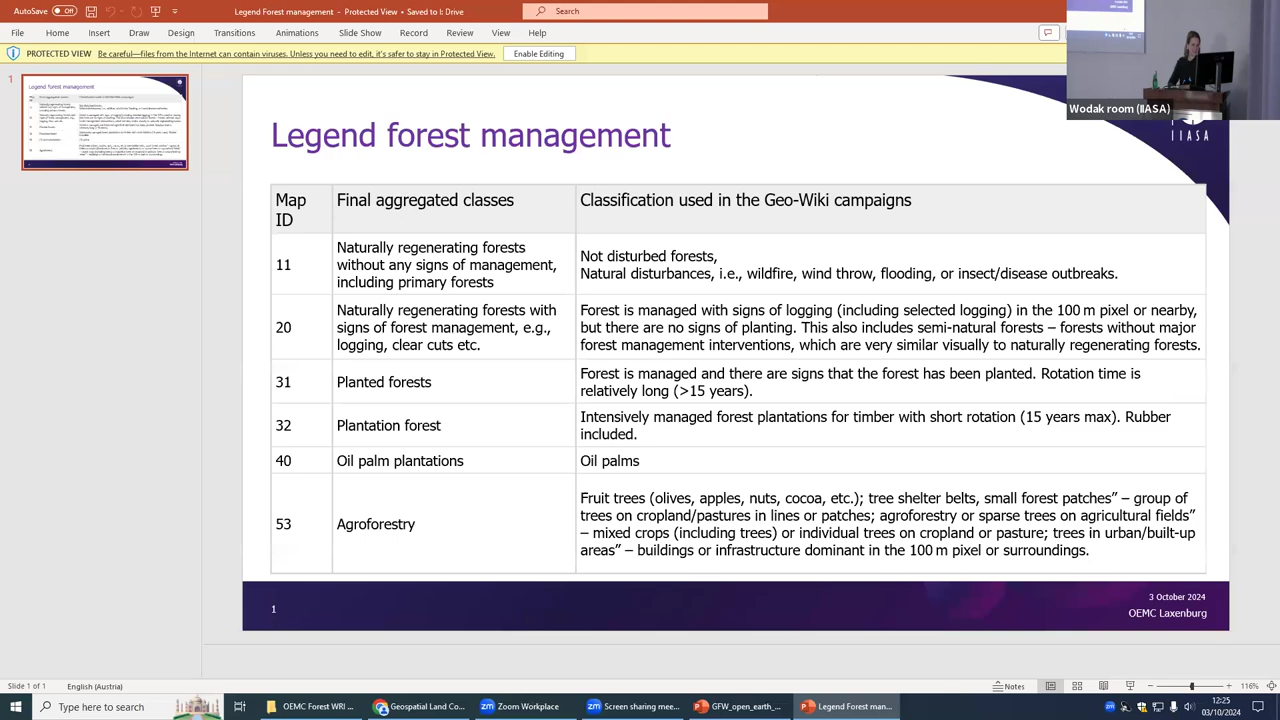 AutoSave Off
Legend Forest management – Protected View • Saved to I: Drive
Search
File Home Insert Draw Design Transitions Animations Slide Show Record Review View Help
PROTECTED VIEW Be careful—files from the Internet can contain viruses. Unless you need to edit, it's safer to stay in Protected View. Enable Editing
Wodak room (IIASA)
1
IIASA
Legend forest management
Map ID
Final aggregated classes
Classification used in the Geo-Wiki campaigns
11
Naturally regenerating forests
without any signs of management,
including primary forests
Not disturbed forests,
Natural disturbances, i.e., wildfire, wind throw, flooding, or insect/disease outbreaks.
20
Naturally regenerating forests with
signs of forest management, e.g.,
logging, clear cuts etc.
Forest is managed with signs of logging (including selected logging) in the 100 m pixel or nearby,
but there are no signs of planting. This also includes semi-natural forests – forests without major
forest management interventions, which are very similar visually to naturally regenerating forests.
31
Planted forests
Forest is managed and there are signs that the forest has been planted. Rotation time is
relatively long (>15 years).
32
Plantation forest
Intensively managed forest plantations for timber with short rotation (15 years max). Rubber
included.
40
Oil palm plantations
Oil palms
53
Agroforestry
Fruit trees (olives, apples, nuts, cocoa, etc.); tree shelter belts, small forest patches” – group of
trees on cropland/pastures in lines or patches; agroforestry or sparse trees on agricultural fields”
– mixed crops (including trees) or individual trees on cropland or pasture; trees in urban/built-up
areas” – buildings or infrastructure dominant in the 100 m pixel or surroundings.
1
3 October 2024
OEMC Laxenburg
Slide 1 of 1 English (Austria)
Notes
116%
Type here to search
OEMC Forest WRI ...
Geospatial Land Co...
Zoom Workplace
Screen sharing mee...
GFW_open_earth_...
Legend Forest man...
12:25
03/10/2024